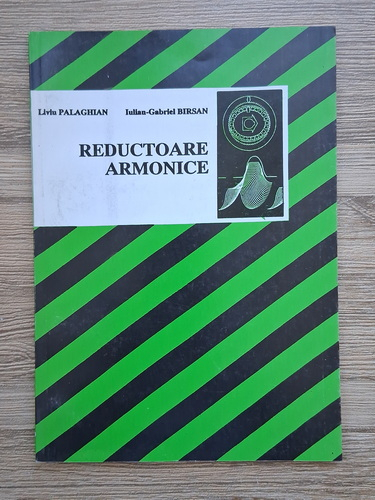 Liviu PALAGHIAN Iulian-Gabriel BIRSAN
REDUCTOARE
ARMONICE